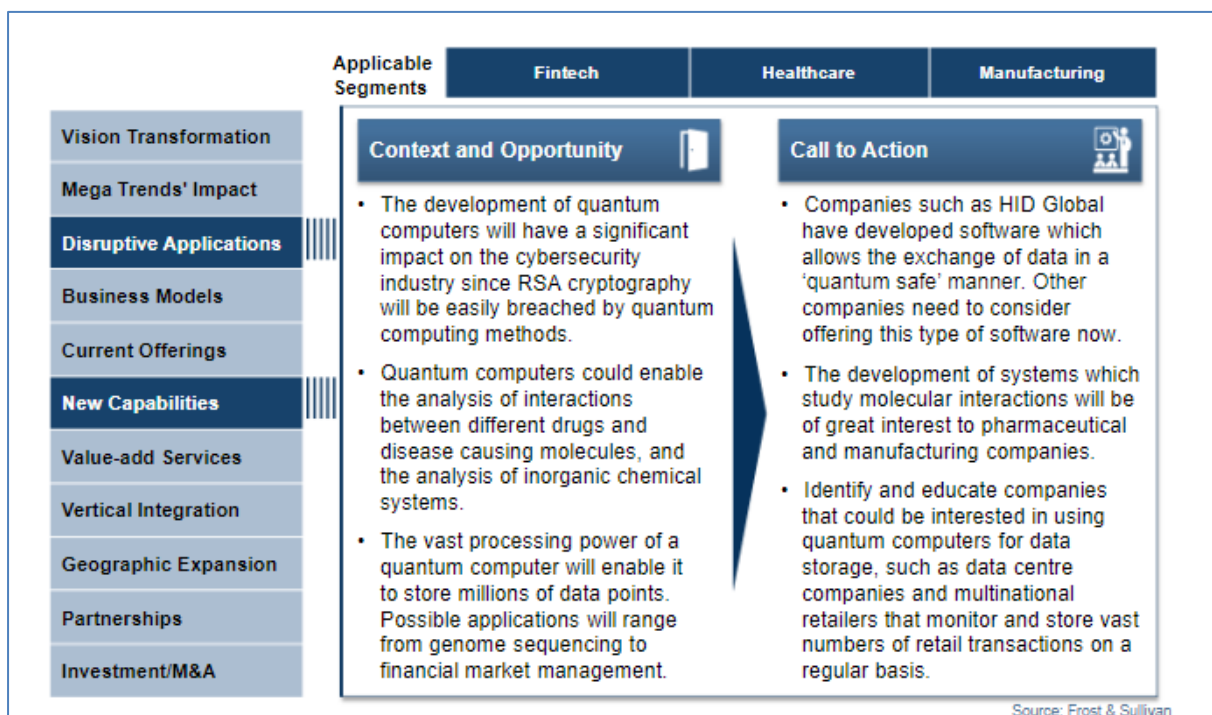 Applicable
Segments
Fintech
Healthcare
Manufacturing
Vision Transformation
Mega Trends' Impact
Disruptive Applications
Business Models
Current Offerings
New Capabilities
Value-add Services
Vertical Integration
Geographic Expansion
Partnerships
Investment/M&A
Context and Opportunity
• The development of quantum
computers will have a significant
impact on the cybersecurity
industry since RSA cryptography
will be easily breached by quantum
computing methods.
• Quantum computers could enable
the analysis of interactions
between different drugs and
disease causing molecules, and
the analysis of inorganic chemical
systems.
• The vast processing power of a
quantum computer will enable it
to store millions of data points.
Possible applications will range
from genome sequencing to
financial market management.
Call to Action
• Companies such as HID Global
have developed software which
allows the exchange of data in a
‘quantum safe’ manner. Other
companies need to consider
offering this type of software now.
• The development of systems which
study molecular interactions will be
of great interest to pharmaceutical
and manufacturing companies.
• Identify and educate companies
that could be interested in using
quantum computers for data
storage, such as data centre
companies and multinational
retailers that monitor and store vast
numbers of retail transactions on a
regular basis.
Source: Frost & Sullivan